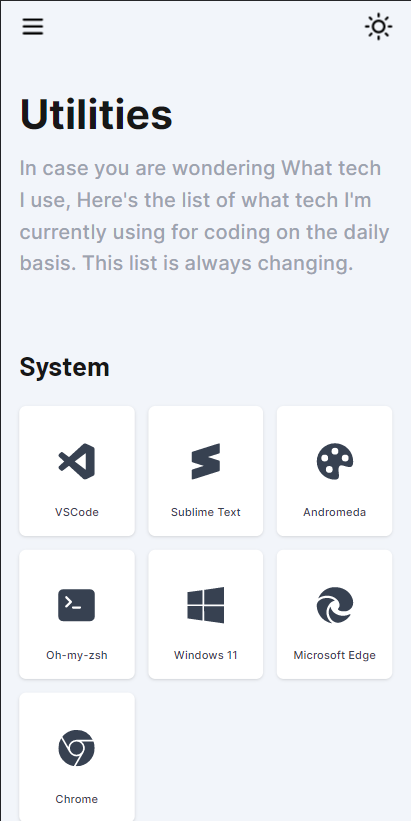 Utilities
In case you are wondering What tech
I use, Here's the list of what tech I'm
currently using for coding on the daily
basis. This list is always changing.
System
VSCode
Sublime Text
Andromeda
Oh-my-zsh
Windows 11
Microsoft Edge
Chrome